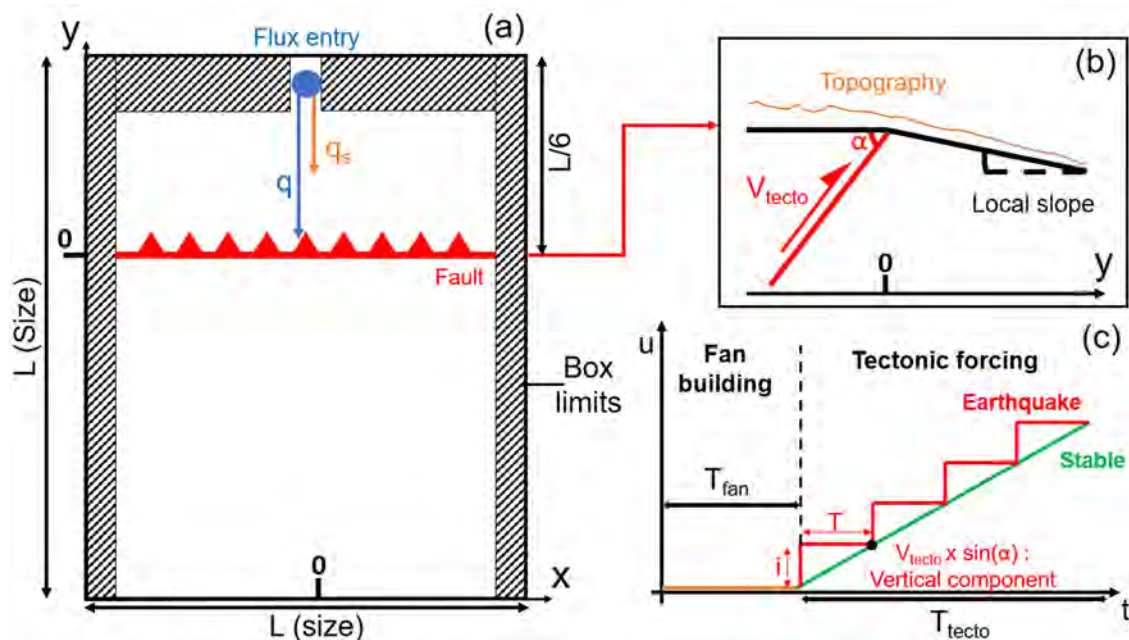 y
Flux entry
(a)
q
qs
L/6
0
Fault
L (Size)
Box
limits
0
x
L (size)
(b)
Topography
α
Vtecto
Local slope
0
y
(c)
u
Fan
building
Tectonic forcing
Earthquake
Stable
Tfan
T
i
Vtecto x sin(α) :
Vertical component
t
Ttecto